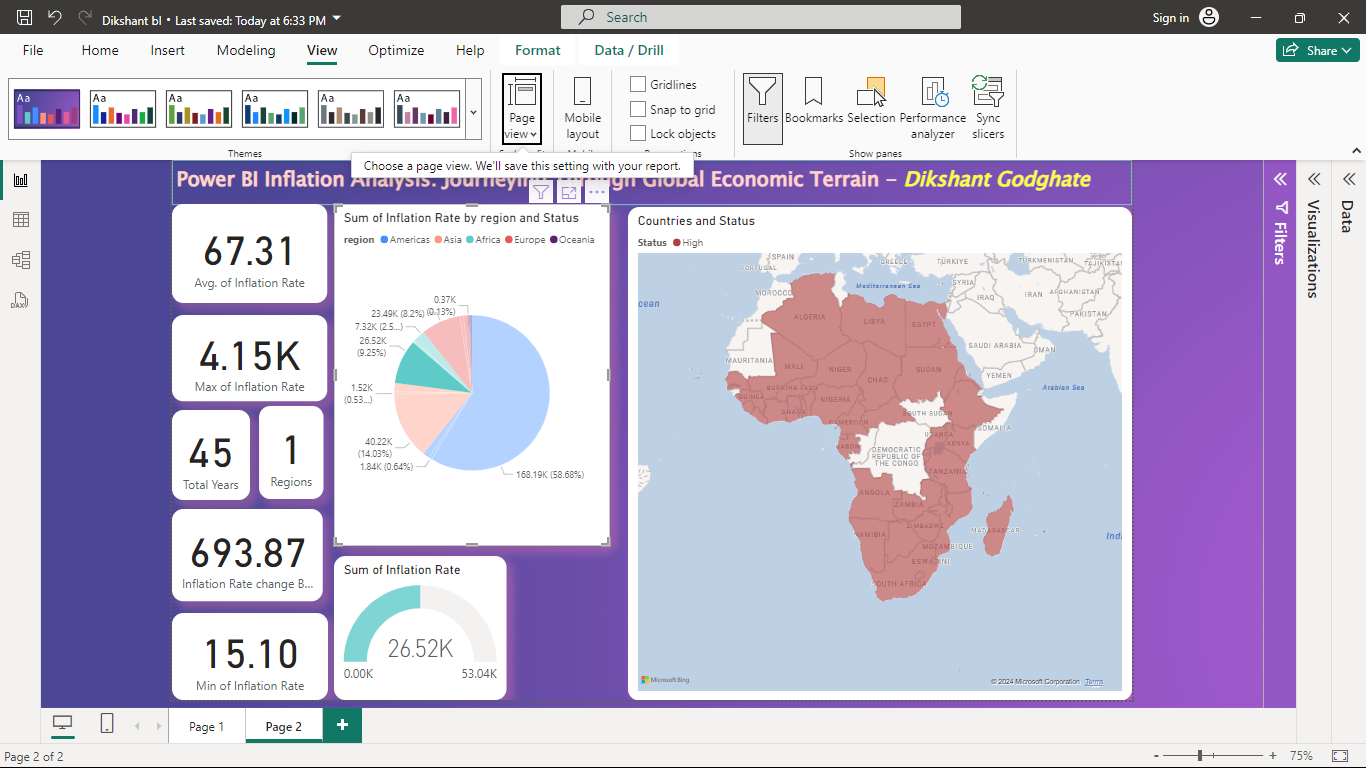 Dikshant bI • Last saved: Today at 6:33 PM
Search
Sign in
File Home Insert Modeling View Optimize Help Format Data / Drill
Share
Aa Aa Aa Aa Aa Aa
Themes
Page view
Mobile layout
Gridlines
Snap to grid
Lock objects
Filters
Bookmarks
Selection
Performance analyzer
Sync slicers
Show panes
Choose a page view. We'll save this setting with your report.
Power BI Inflation Analysis: Journeying Through Global Economic Terrain – Dikshant Godghate
67.31
Avg. of Inflation Rate
4.15K
Max of Inflation Rate
45
Total Years
1
Regions
693.87
Inflation Rate change B...
15.10
Min of Inflation Rate
Sum of Inflation Rate by region and Status
region Americas Asia Africa Europe Oceania
0.37K
(0.13%)
23.49K (8.2%)
7.32K (2.5...)
26.52K
(9.25%)
1.52K
(0.53...)
40.22K
(14.03%)
1.84K (0.64%)
168.19K (58.68%)
Sum of Inflation Rate
26.52K
0.00K
53.04K
Countries and Status
Status High
SPAIN
PORTUGAL
GREECE
TÜRKIYE
TURKMENISTAN
TAJIKISTA
Mediterranean Sea
SYRIA
IRAQ
IRAN
AFGHANISTAN
PAKISTAN
MOROCCO
cean
ALGERIA
LIBYA
EGYPT
SAUDI ARABIA
OMAN
YEMEN
Arabian Sea
MAURITANIA
MALI
NIGER
CHAD
SUDAN
BURKINA FASO
GUINEA
GHANA
NIGERIA
CAMEROON
SOUTH SUDAN
SOMALIA
UGANDA
KENYA
GABON
DEMOCRATIC
REPUBLIC OF
THE CONGO
TANZANIA
ANGOLA
ZAMBIA
ZIMBABWE
MADAGASCAR
NAMIBIA
MOZAMBIQUE
ESWATINI
SOUTH AFRICA
Indi
Microsoft Bing
© 2024 Microsoft Corporation Terms
Filters
Visualizations
Data
DAX
Page 1
Page 2
+
Page 2 of 2
- + 75%